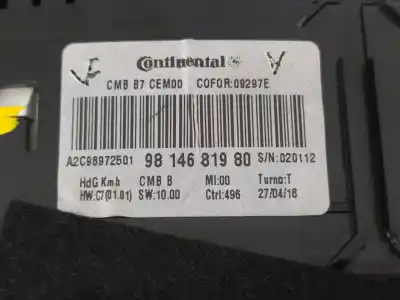 Continental
CMB B7 CEM00 COFOR:09297E
A2C98972501 98 146 819 80 S/N:020112
HdG Kmh CMB B MI:00 Turno:T
HW:C7(01.01) SW:10.00 Ctrl:496 27/04/18